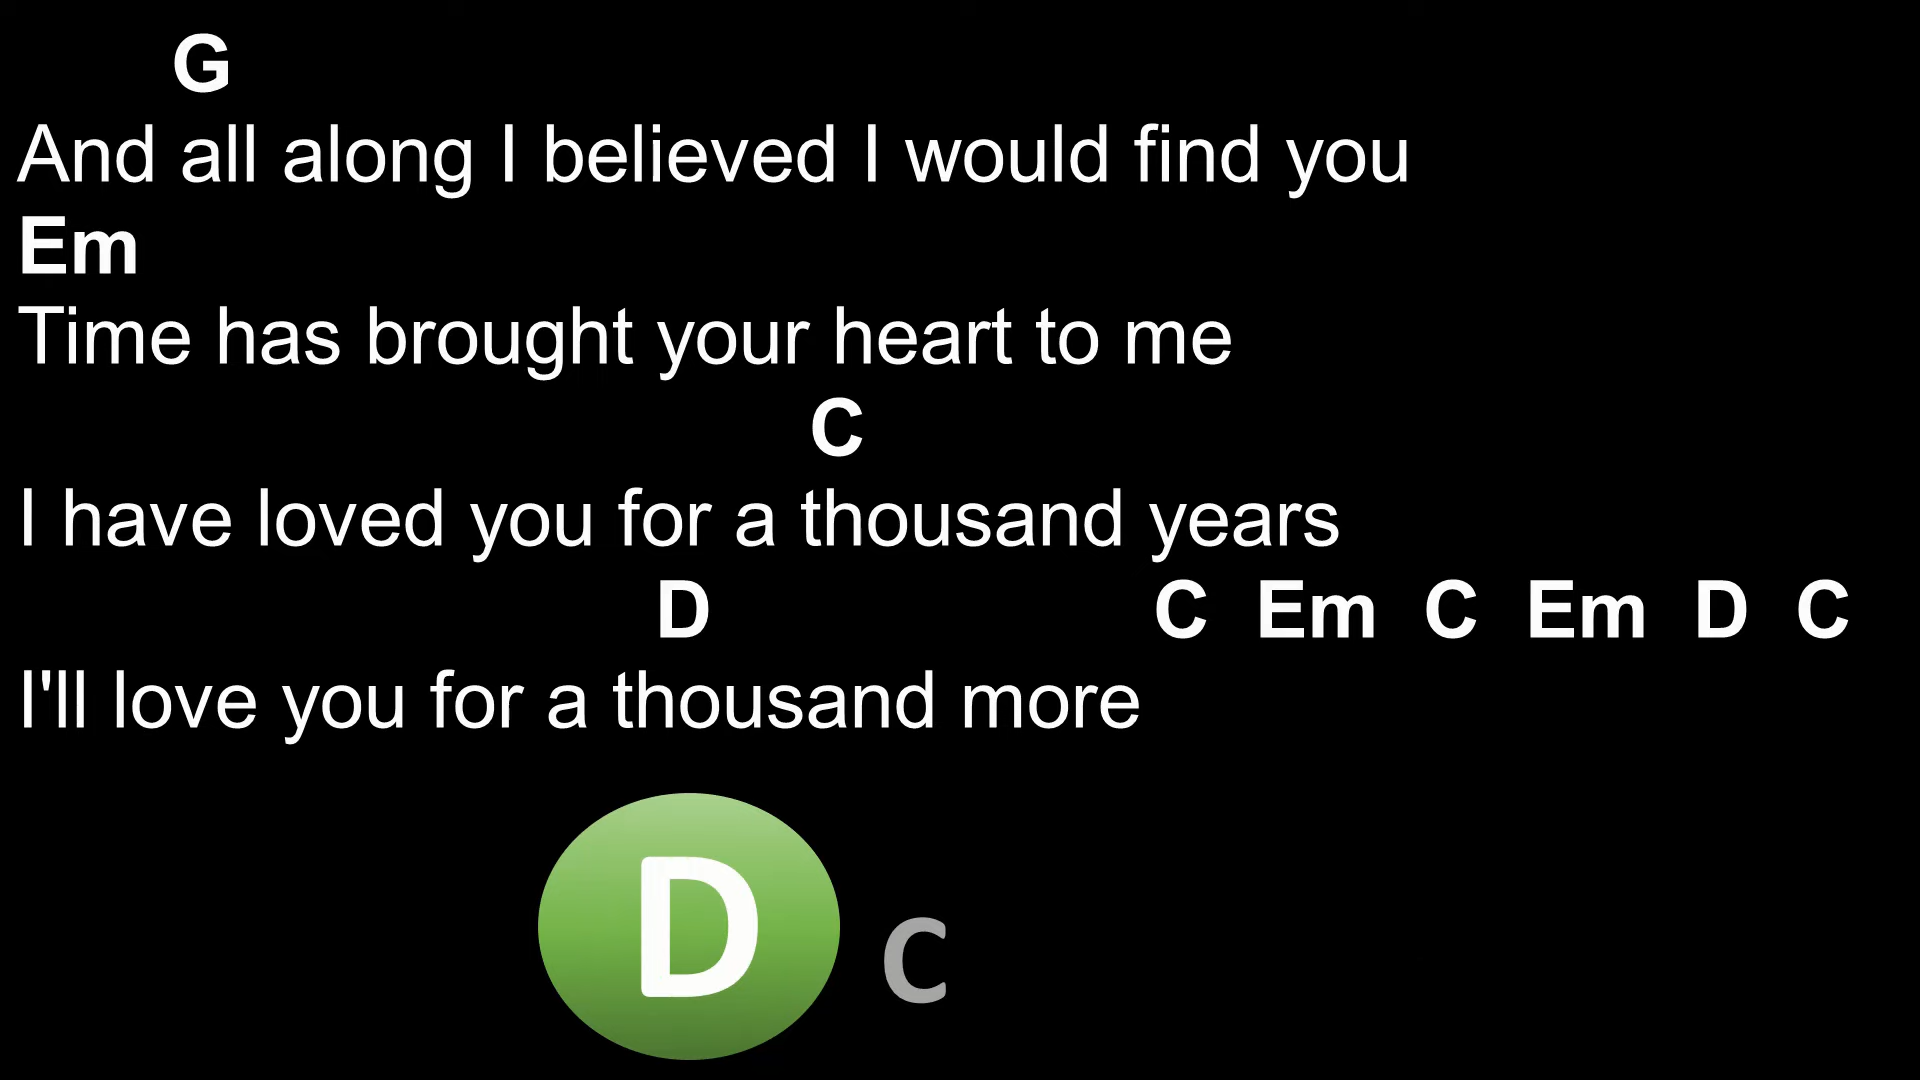 G
And all along I believed I would find you
Em
Time has brought your heart to me
C
I have loved you for a thousand years
D C Em C Em D C
I'll love you for a thousand more
D C